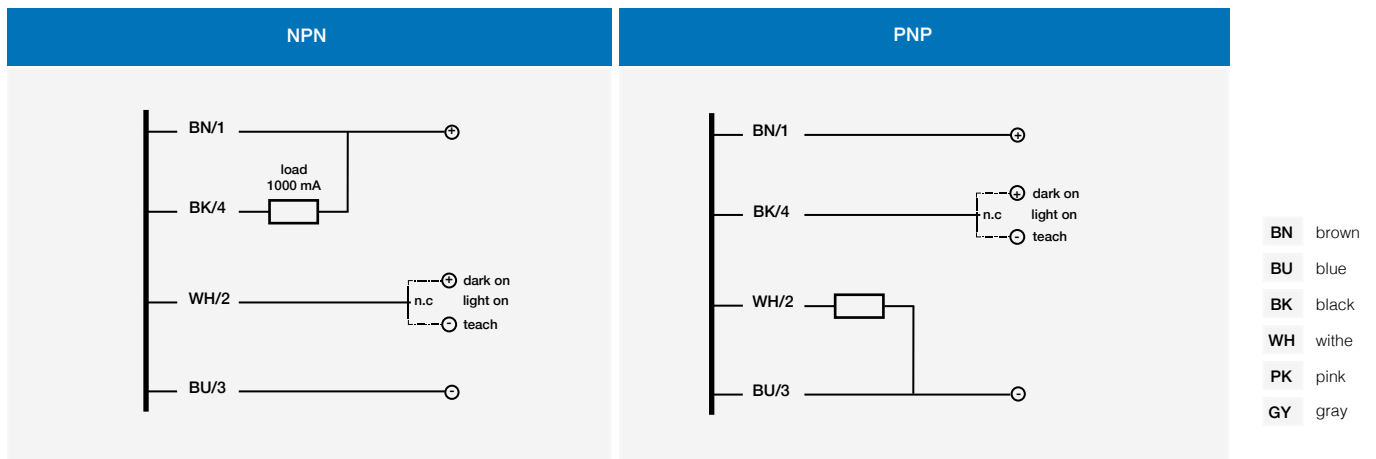 NPN
BN/1
+
load
1000 mA
BK/4
+ dark on
WH/2
n.c light on
- teach
BU/3
-
PNP
BN/1
+
+ dark on
BK/4
n.c light on
- teach
WH/2
BU/3
-
BN brown
BU blue
BK black
WH withe
PK pink
GY gray